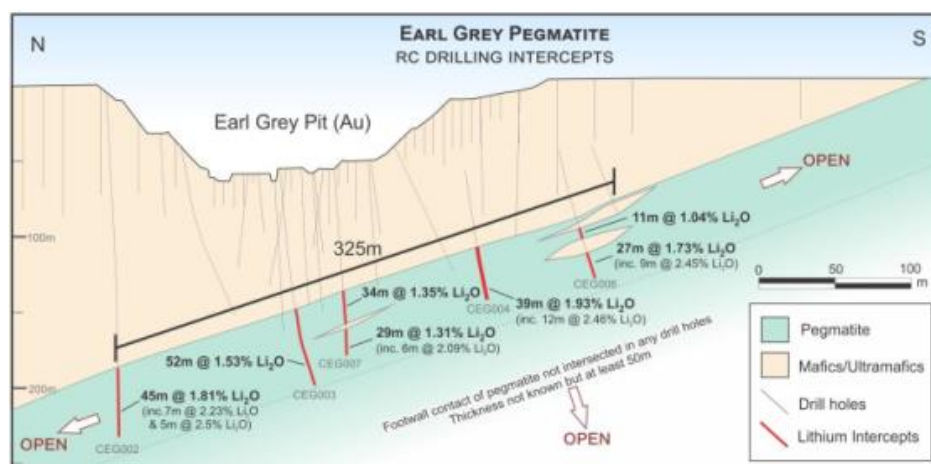 EARL GREY PEGMATITE
RC DRILLING INTERCEPTS
N
S
Earl Grey Pit (Au)
OPEN
100m
325m
11m @ 1.04% Li₂O
27m @ 1.73% Li₂O
(inc. 9m @ 2.45% Li₂O)
CEG006
0 50 100
m
34m @ 1.35% Li₂O
CEG004
39m @ 1.93% Li₂O
(inc. 12m @ 2.46% Li₂O)
29m @ 1.31% Li₂O
(inc. 6m @ 2.09% Li₂O)
CEG007
52m @ 1.53% Li₂O
CEG003
200m
45m @ 1.81% Li₂O
(inc.7m @ 2.23% Li₂O
& 5m @ 2.5% Li₂O)
CEG002
OPEN
Footwall contact of pegmatite not intersected in any drill holes
Thickness not known but at least 50m
OPEN
Pegmatite
Mafics/Ultramafics
Drill holes
Lithium Intercepts